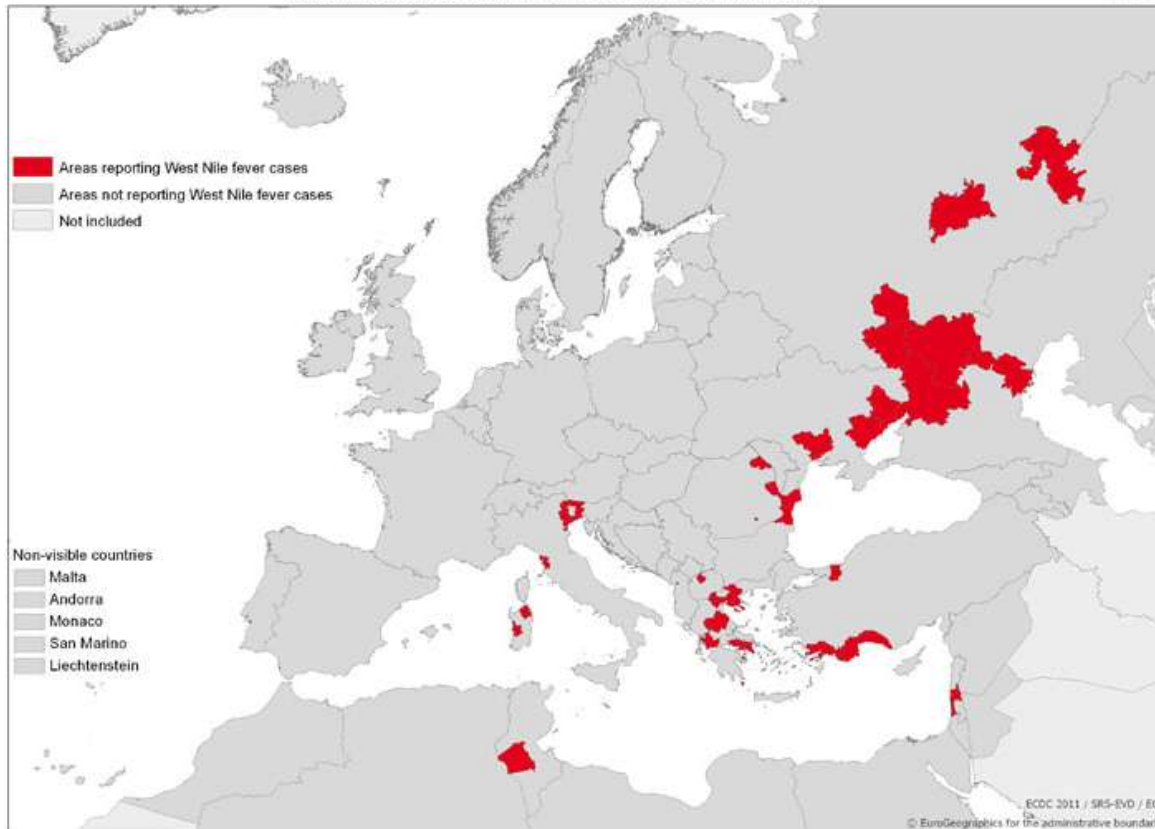 Areas reporting West Nile fever cases
Areas not reporting West Nile fever cases
Not included
Non-visible countries
Malta
Andorra
Monaco
San Marino
Liechtenstein
ECDC 2011 / SRS-EVD / EC
© EuroGeographics for the administrative boundar